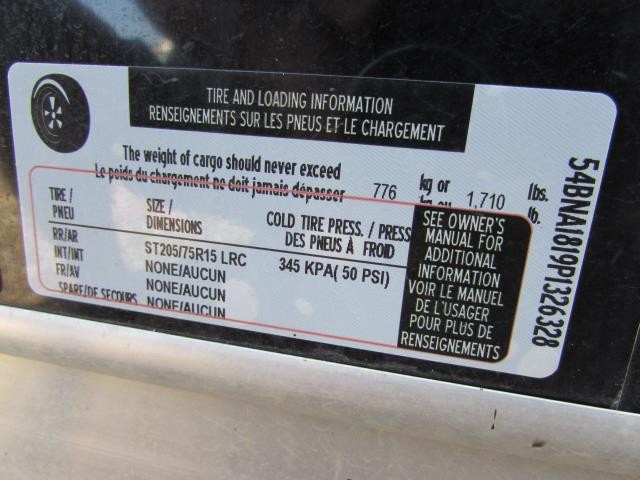 TIRE AND LOADING INFORMATION
RENSEIGNEMENTS SUR LES PNEUS ET LE CHARGEMENT
The weight of cargo should never exceed 776 kg or 1,710 lbs.
Le poids du chargement ne doit jamais dépasser kg ou lb.
TIRE / PNEU SIZE / DIMENSIONS COLD TIRE PRESS. / PRESS DES PNEUS À FROID
RR/AR ST205/75R15 LRC 345 KPA( 50 PSI)
INT/INT NONE/AUCUN
FR/AV NONE/AUCUN
SPARE/DE SECOURS NONE/AUCUN
SEE OWNER'S
MANUAL FOR
ADDITIONAL
INFORMATION
VOIR LE MANUEL
DE L'USAGER
POUR PLUS DE
RENSEIGNEMENTS
54BNA1819P1326328